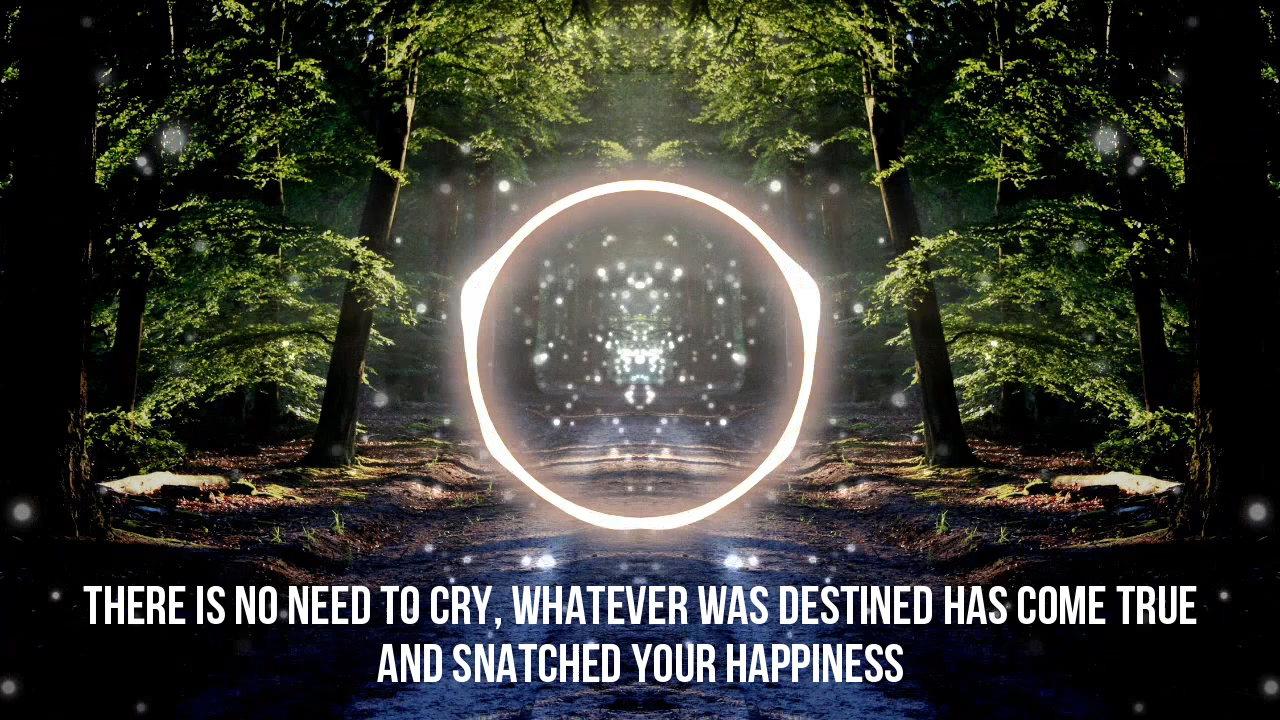 THERE IS NO NEED TO CRY, WHATEVER WAS DESTINED HAS COME TRUE
AND SNATCHED YOUR HAPPINESS